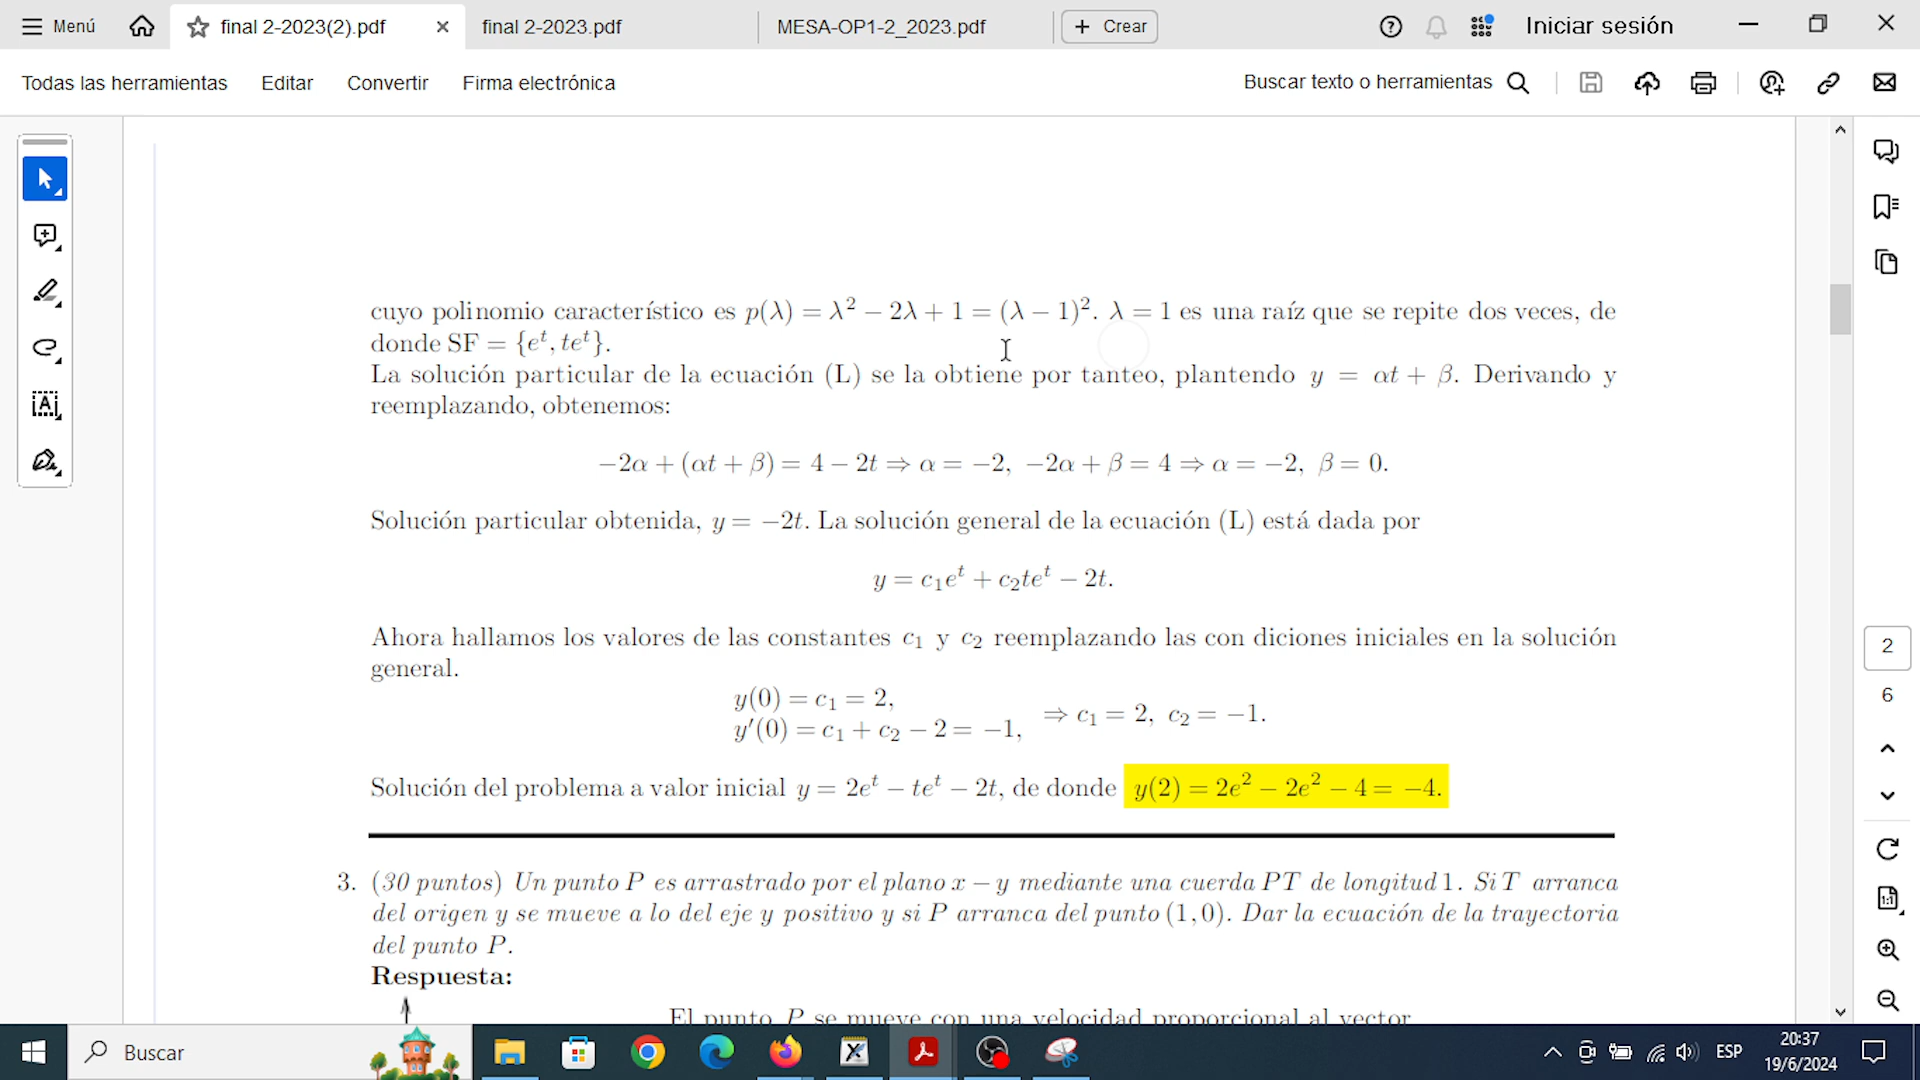 Menú
final 2-2023(2).pdf
final 2-2023.pdf
MESA-OP1-2_2023.pdf
+ Crear
Iniciar sesión
Todas las herramientas
Editar
Convertir
Firma electrónica
Buscar texto o herramientas
cuyo polinomio característico es p(λ) = λ² − 2λ + 1 = (λ − 1)². λ = 1 es una raíz que se repite dos veces, de
donde SF = {eᵗ, teᵗ}.
La solución particular de la ecuación (L) se la obtiene por tanteo, plantendo y = αt + β. Derivando y
reemplazando, obtenemos:
−2α + (αt + β) = 4 − 2t ⇒ α = −2, −2α + β = 4 ⇒ α = −2, β = 0.
Solución particular obtenida, y = −2t. La solución general de la ecuación (L) está dada por
y = c₁eᵗ + c₂teᵗ − 2t.
Ahora hallamos los valores de las constantes c₁ y c₂ reemplazando las con diciones iniciales en la solución
general.
y(0) = c₁ = 2,
y′(0) = c₁ + c₂ − 2 = −1,
⇒ c₁ = 2, c₂ = −1.
Solución del problema a valor inicial y = 2eᵗ − teᵗ − 2t, de donde y(2) = 2e² − 2e² − 4 = −4.
3. (30 puntos) Un punto P es arrastrado por el plano x − y mediante una cuerda PT de longitud 1. Si T arranca
del origen y se mueve a lo del eje y positivo y si P arranca del punto (1, 0). Dar la ecuación de la trayectoria
del punto P.
Respuesta:
El punto P se mueve con una velocidad proporcional al vector
2
6
1:1
Buscar
ESP
20:37
19/6/2024